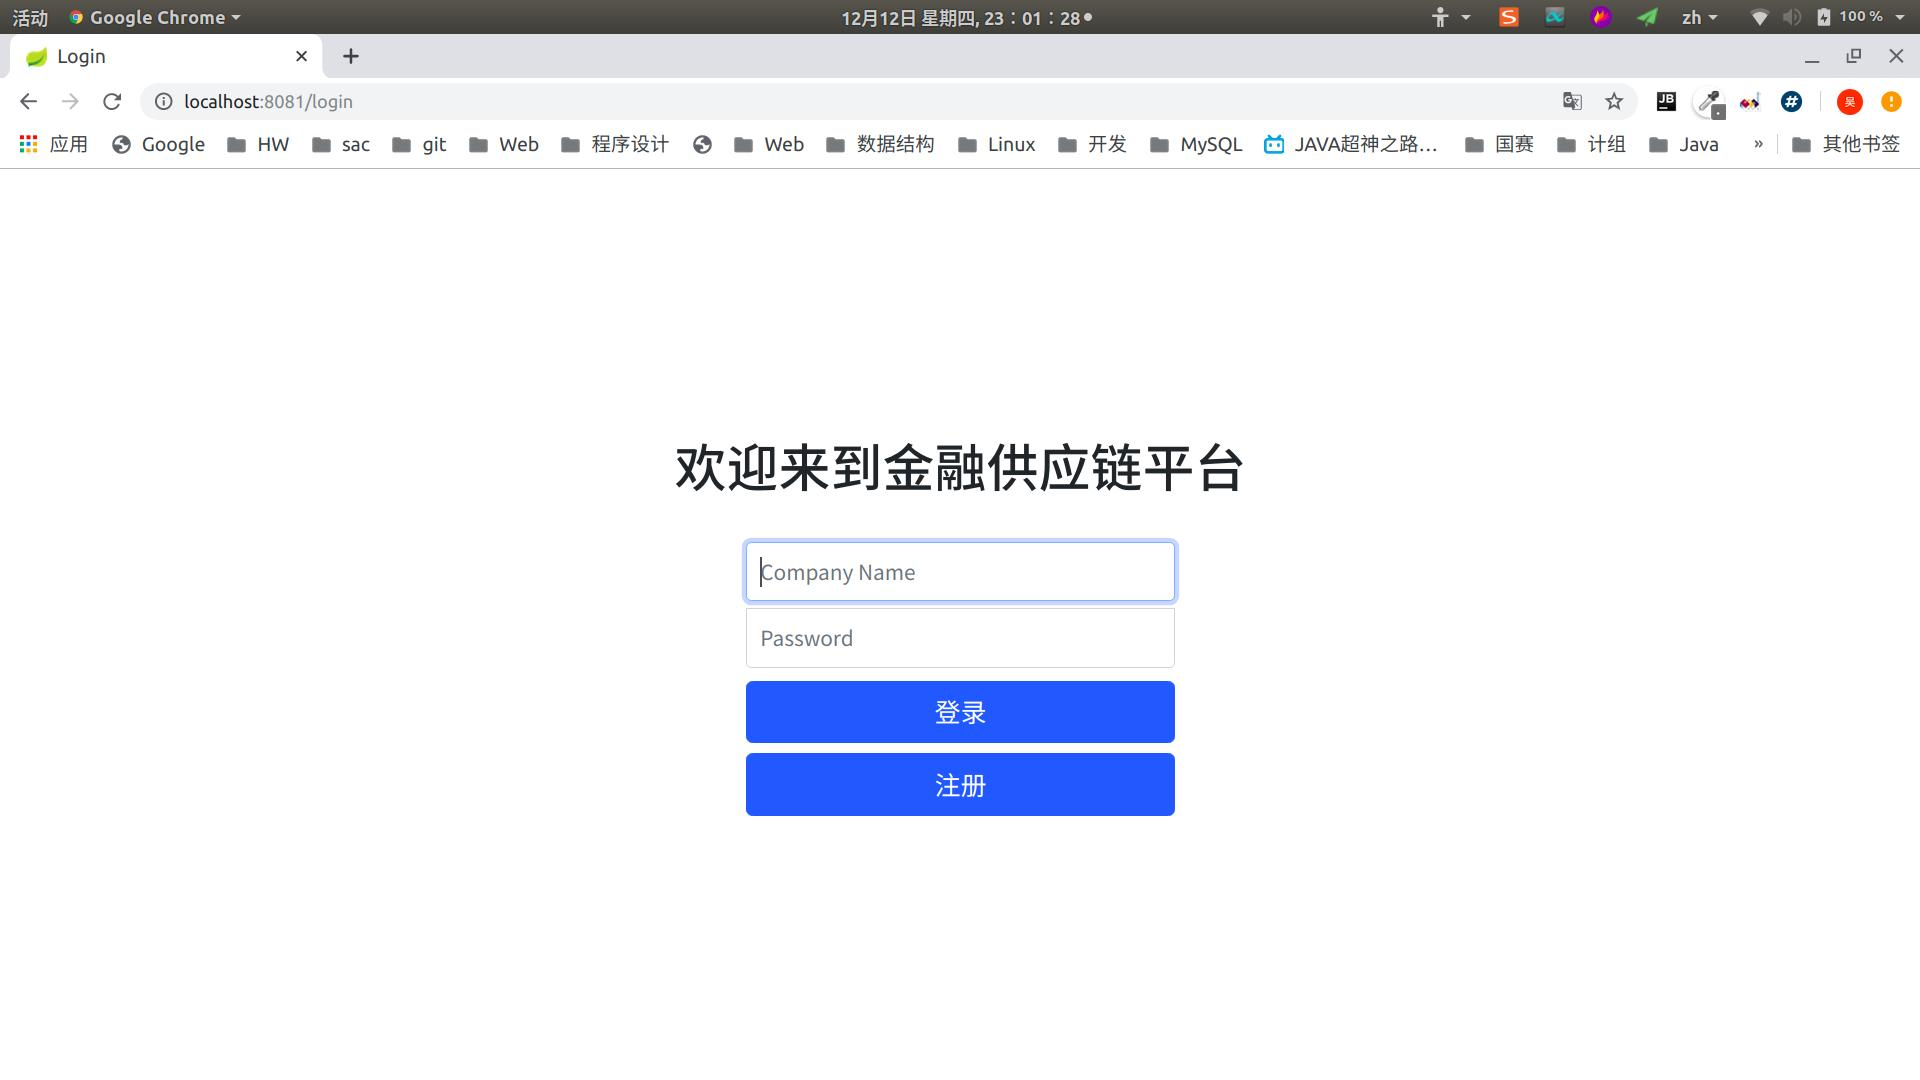 活动 Google Chrome 12月12日 星期四, 23：01：28 zh 100 %
Login
localhost:8081/login 吴
应用 Google HW sac git Web 程序设计 Web 数据结构 Linux 开发 MySQL JAVA超神之路... 国赛 计组 Java » 其他书签
欢迎来到金融供应链平台
Company Name
Password
登录
注册